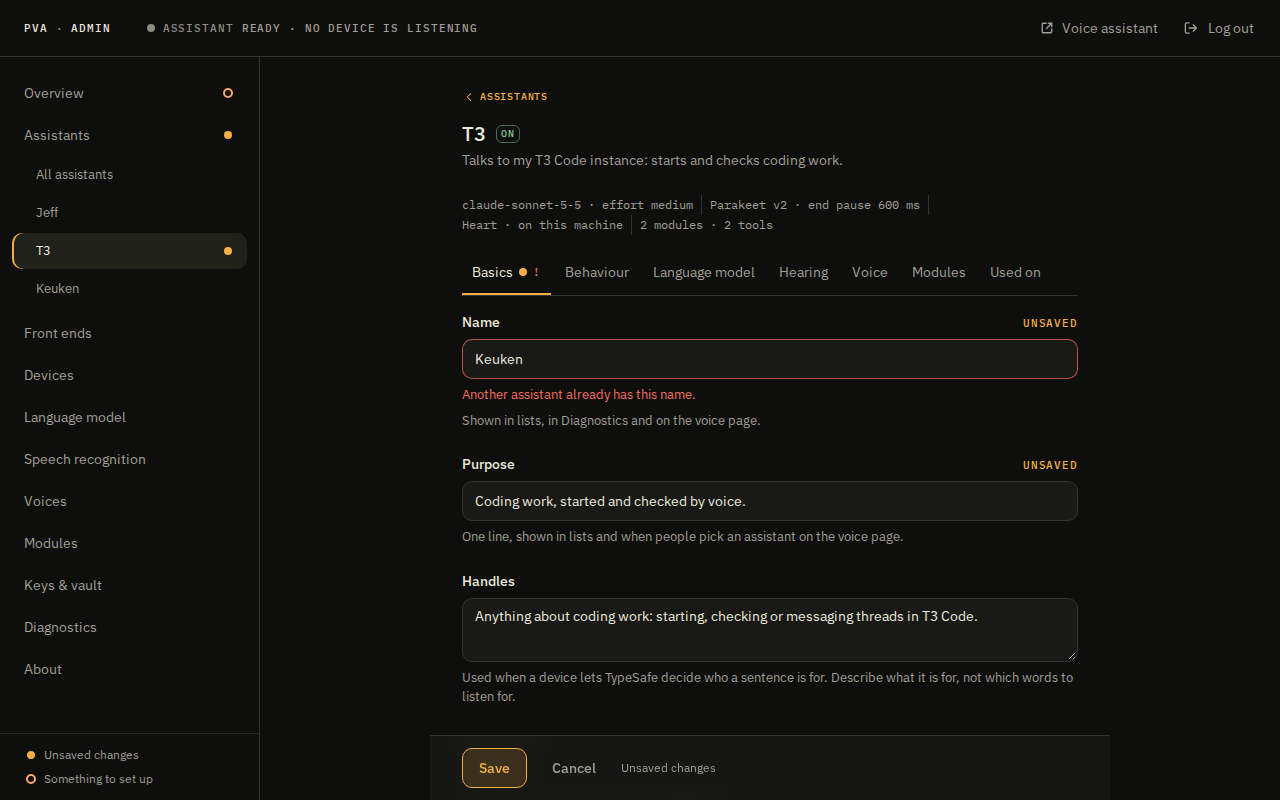 PVA · ADMIN
ASSISTANT READY · NO DEVICE IS LISTENING
Voice assistant
Log out
Overview
Assistants
All assistants
Jeff
T3
Keuken
Front ends
Devices
Language model
Speech recognition
Voices
Modules
Keys & vault
Diagnostics
About
Unsaved changes
Something to set up
ASSISTANTS
T3 ON
Talks to my T3 Code instance: starts and checks coding work.
claude-sonnet-5-5 · effort medium Parakeet v2 · end pause 600 ms
Heart · on this machine 2 modules · 2 tools
Basics ! Behaviour Language model Hearing Voice Modules Used on
Name UNSAVED
Keuken
Another assistant already has this name.
Shown in lists, in Diagnostics and on the voice page.
Purpose UNSAVED
Coding work, started and checked by voice.
One line, shown in lists and when people pick an assistant on the voice page.
Handles
Anything about coding work: starting, checking or messaging threads in T3 Code.
Used when a device lets TypeSafe decide who a sentence is for. Describe what it is for, not which words to
listen for.
Save Cancel Unsaved changes